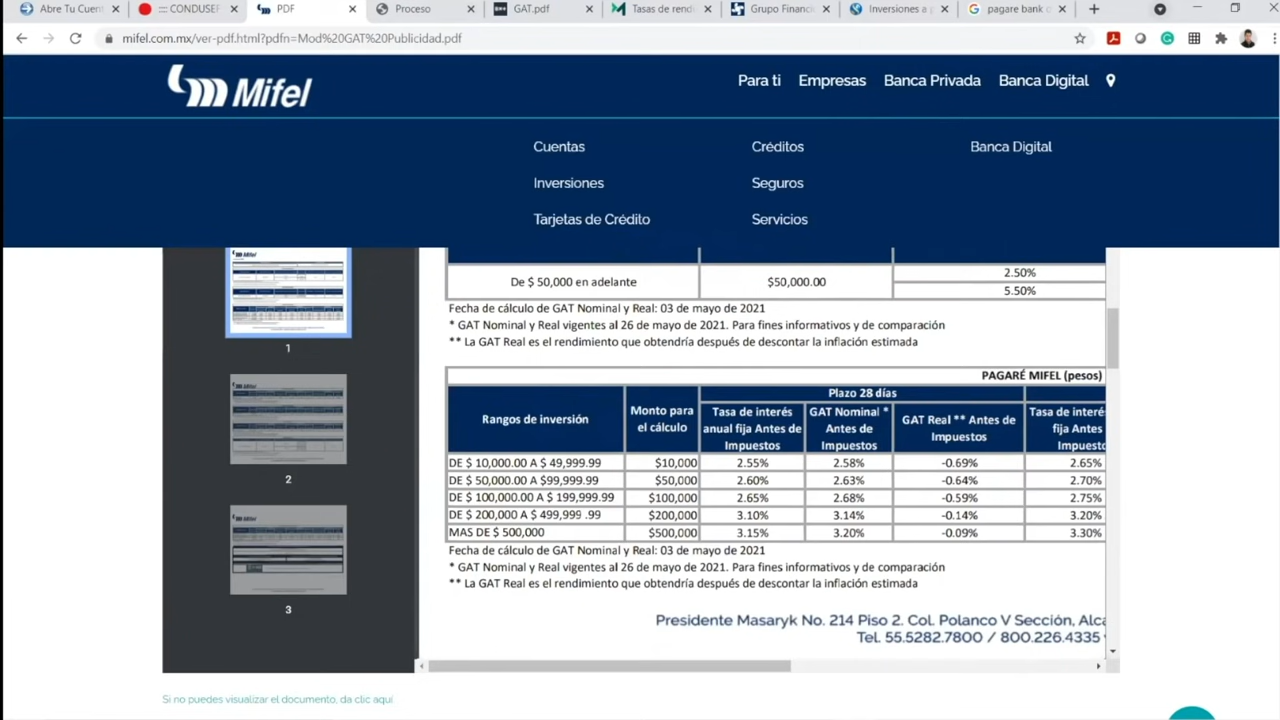 Abre Tu Cuent
::: CONDUSEF
PDF
Proceso
GAT.pdf
Tasas de rend
Grupo Financi
Inversiones a p
pagare bank
mifel.com.mx/ver-pdf.html?pdfn=Mod%20GAT%20Publicidad.pdf
Mifel
Para ti Empresas Banca Privada Banca Digital
Cuentas Créditos Banca Digital
Inversiones Seguros
Tarjetas de Crédito Servicios
De $ 50,000 en adelante $50,000.00 2.50%
5.50%
Fecha de cálculo de GAT Nominal y Real: 03 de mayo de 2021
* GAT Nominal y Real vigentes al 26 de mayo de 2021. Para fines informativos y de comparación
** La GAT Real es el rendimiento que obtendría después de descontar la inflación estimada
PAGARÉ MIFEL (pesos)
Plazo 28 días
Rangos de inversión
Monto para
el cálculo
Tasa de interés
anual fija Antes de
Impuestos
GAT Nominal *
Antes de
Impuestos
GAT Real ** Antes de
Impuestos
Tasa de interés
fija Antes
Impuesto
DE $ 10,000.00 A $ 49,999.99 $10,000 2.55% 2.58% -0.69% 2.65%
DE $ 50,000.00 A $99,999.99 $50,000 2.60% 2.63% -0.64% 2.70%
DE $ 100,000.00 A $ 199,999.99 $100,000 2.65% 2.68% -0.59% 2.75%
DE $ 200,000 A $ 499,999 .99 $200,000 3.10% 3.14% -0.14% 3.20%
MAS DE $ 500,000 $500,000 3.15% 3.20% -0.09% 3.30%
Fecha de cálculo de GAT Nominal y Real: 03 de mayo de 2021
* GAT Nominal y Real vigentes al 26 de mayo de 2021. Para fines informativos y de comparación
** La GAT Real es el rendimiento que obtendría después de descontar la inflación estimada
Presidente Masaryk No. 214 Piso 2. Col. Polanco V Sección, Alca
Tel. 55.5282.7800 / 800.226.4335
1
2
3
Si no puedes visualizar el documento, da clic aquí